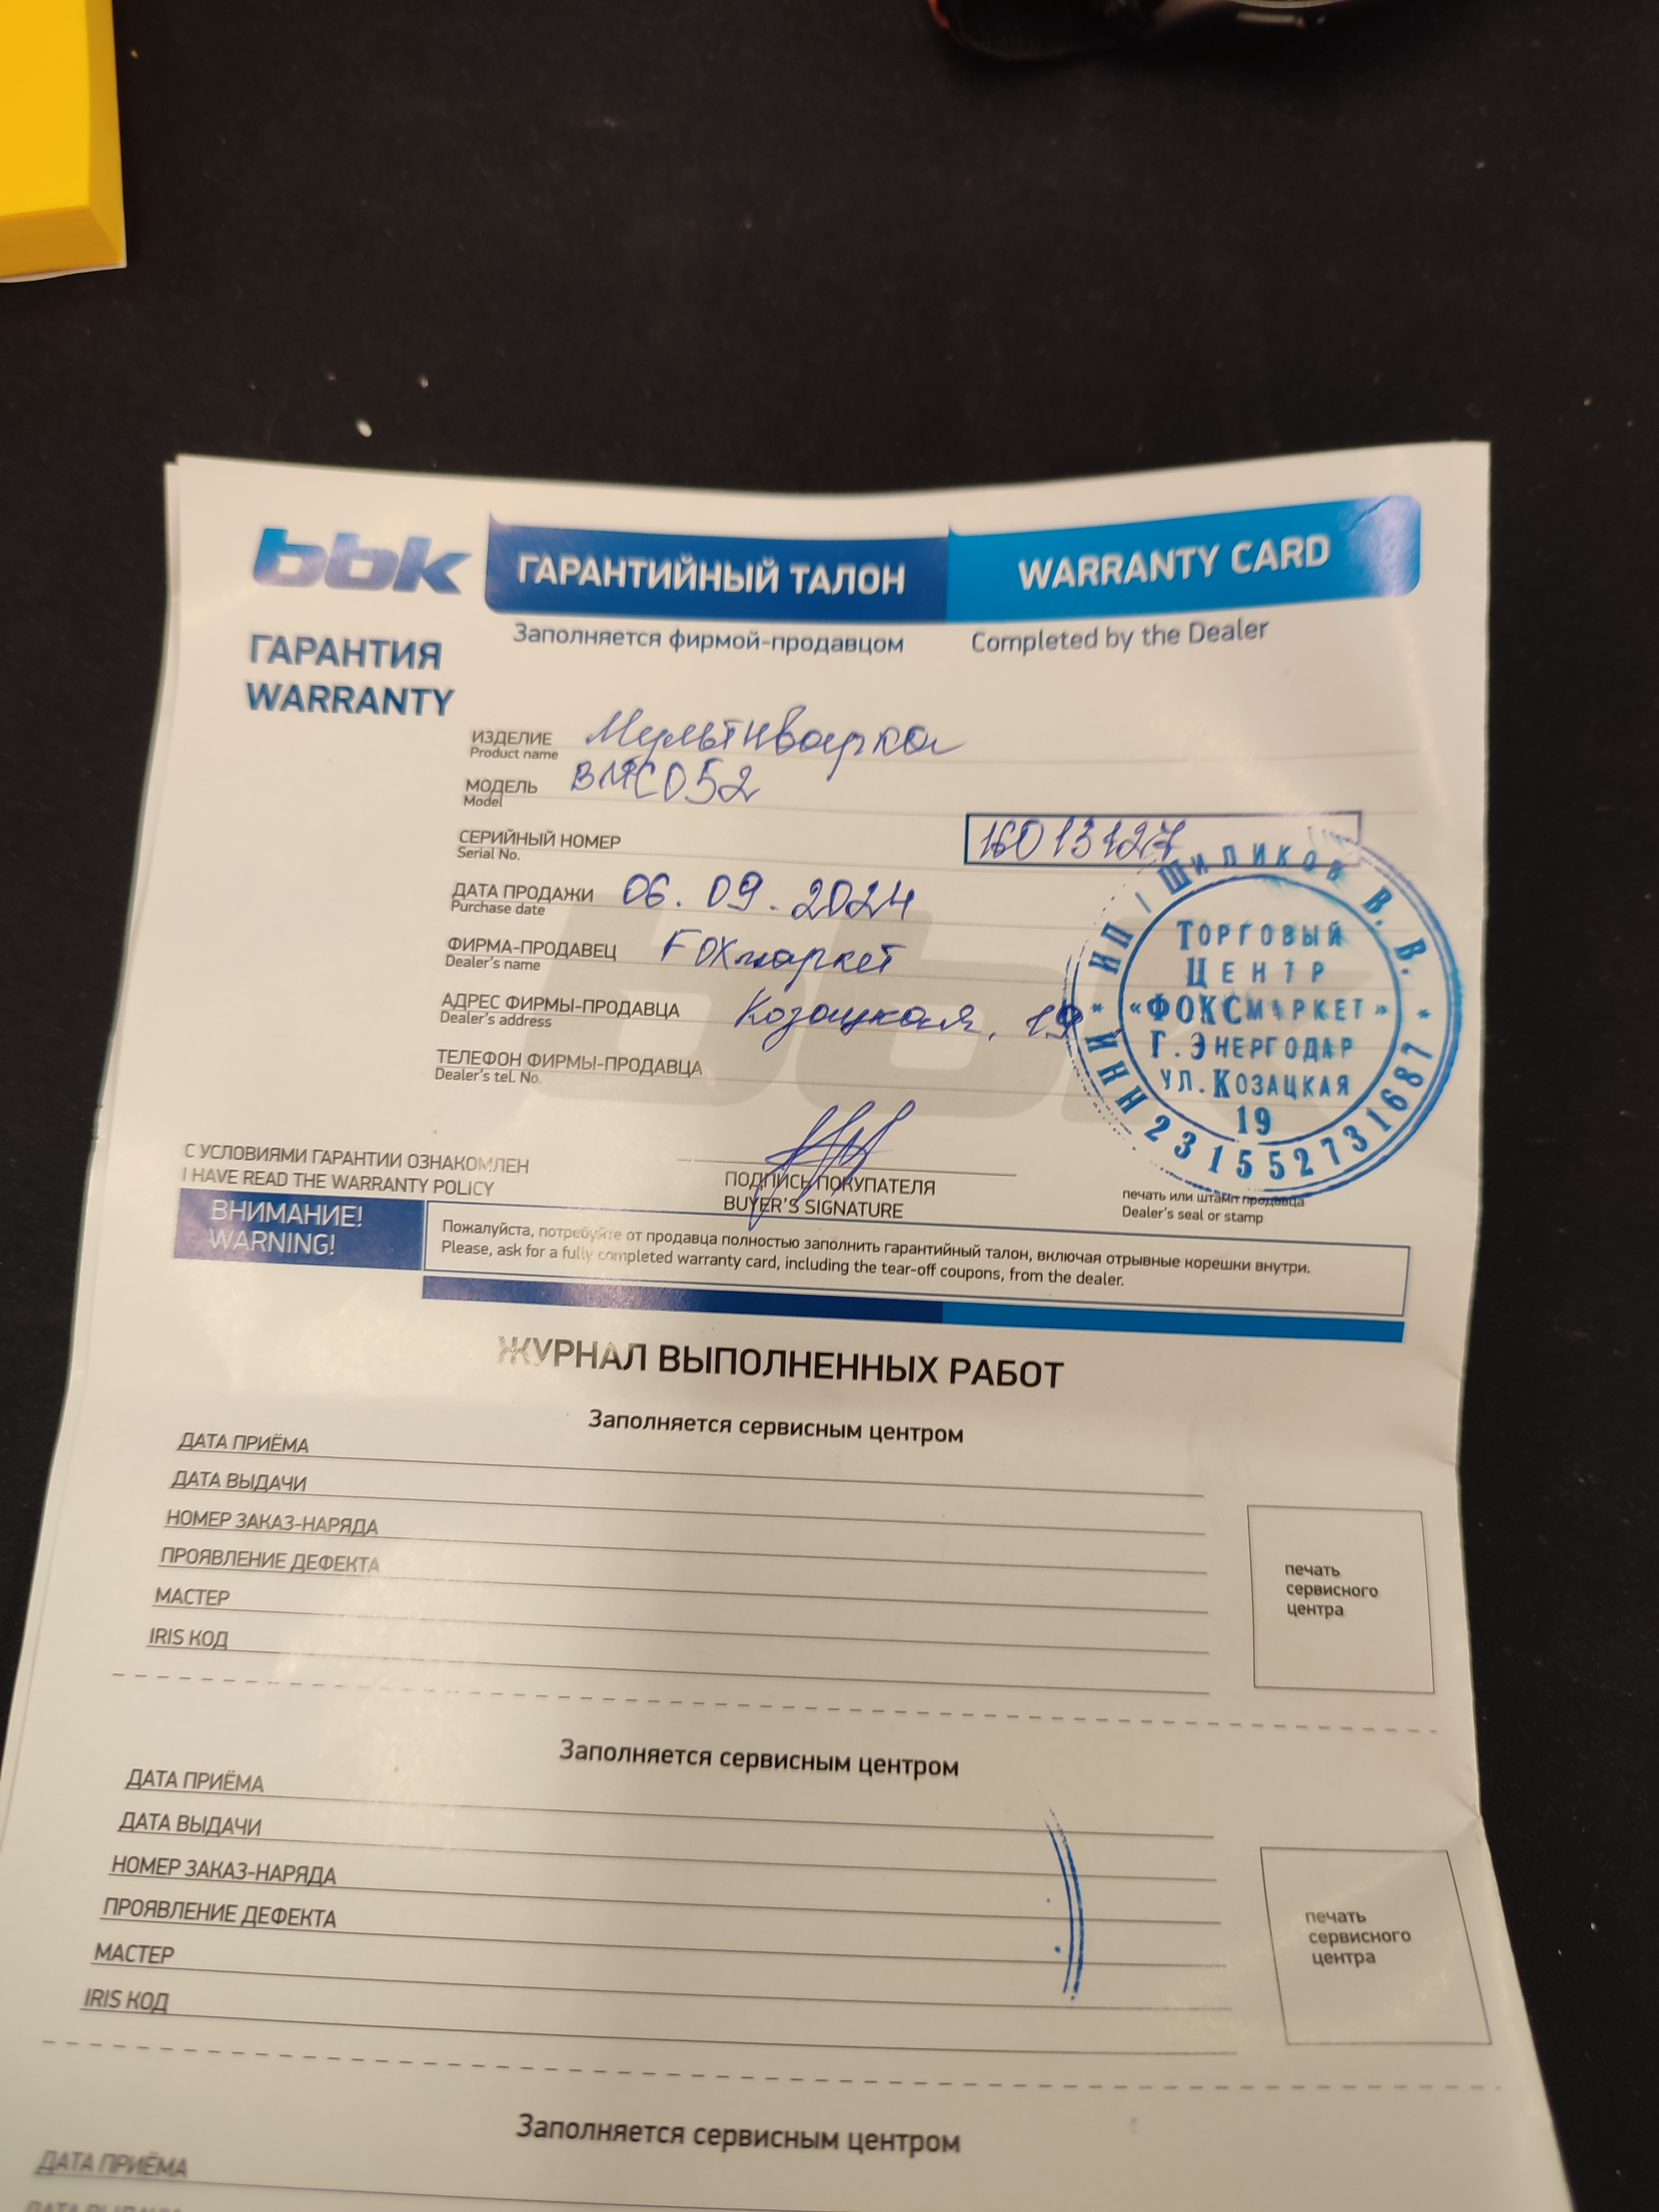 bbk ГАРАНТИЙНЫЙ ТАЛОН WARRANTY CARD
Заполняется фирмой-продавцом Completed by the Dealer
ГАРАНТИЯ
WARRANTY
ИЗДЕЛИЕ Мультиварка
Product name
МОДЕЛЬ BMC052
Model
СЕРИЙНЫЙ НОМЕР 16013127
Serial No.
ДАТА ПРОДАЖИ 06.09.2024
Purchase date
ФИРМА-ПРОДАВЕЦ FOXмаркет
Dealer's name
АДРЕС ФИРМЫ-ПРОДАВЦА Козацкая, 19
Dealer's address
ТЕЛЕФОН ФИРМЫ-ПРОДАВЦА
Dealer's tel. No.
ИП Шипиков В. В.
* ИНН 231552731687 *
ТОРГОВЫЙ
ЦЕНТР
«ФОКСМАРКЕТ»
Г. ЭНЕРГОДАР
УЛ. КОЗАЦКАЯ
19
С УСЛОВИЯМИ ГАРАНТИИ ОЗНАКОМЛЕН
I HAVE READ THE WARRANTY POLICY
ПОДПИСЬ ПОКУПАТЕЛЯ
BUYER'S SIGNATURE
печать или штамп продавца
Dealer's seal or stamp
ВНИМАНИЕ!
WARNING!
Пожалуйста, потребуйте от продавца полностью заполнить гарантийный талон, включая отрывные корешки внутри.
Please, ask for a fully completed warranty card, including the tear-off coupons, from the dealer.
ЖУРНАЛ ВЫПОЛНЕННЫХ РАБОТ
Заполняется сервисным центром
ДАТА ПРИЁМА
ДАТА ВЫДАЧИ
НОМЕР ЗАКАЗ-НАРЯДА
ПРОЯВЛЕНИЕ ДЕФЕКТА
МАСТЕР
IRIS КОД
печать
сервисного
центра
Заполняется сервисным центром
ДАТА ПРИЁМА
ДАТА ВЫДАЧИ
НОМЕР ЗАКАЗ-НАРЯДА
ПРОЯВЛЕНИЕ ДЕФЕКТА
МАСТЕР
IRIS КОД
печать
сервисного
центра
Заполняется сервисным центром
ДАТА ПРИЁМА
ДАТА ВЫДАЧИ